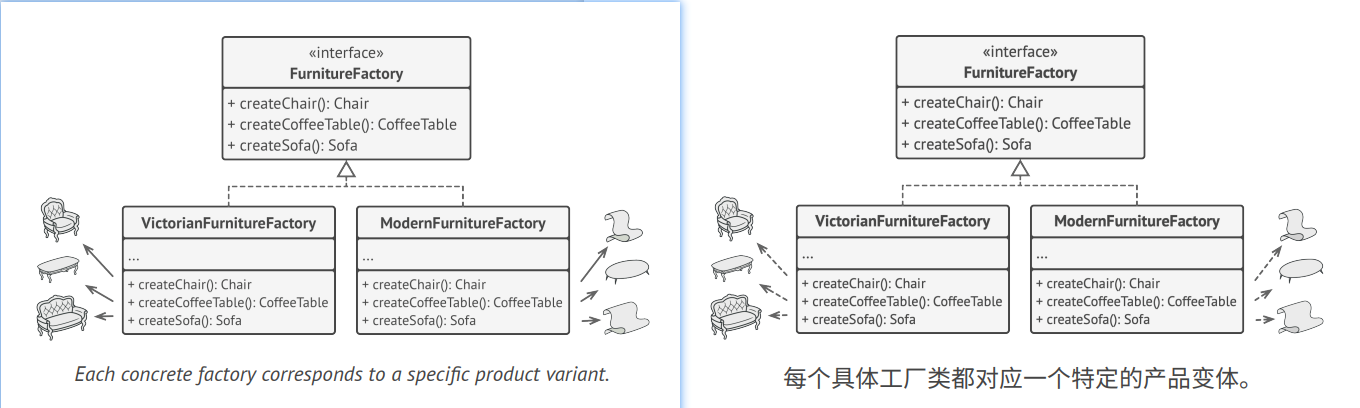 «interface»
FurnitureFactory
+ createChair(): Chair
+ createCoffeeTable(): CoffeeTable
+ createSofa(): Sofa
VictorianFurnitureFactory
...
+ createChair(): Chair
+ createCoffeeTable(): CoffeeTable
+ createSofa(): Sofa
ModernFurnitureFactory
...
+ createChair(): Chair
+ createCoffeeTable(): CoffeeTable
+ createSofa(): Sofa
Each concrete factory corresponds to a specific product variant.
«interface»
FurnitureFactory
+ createChair(): Chair
+ createCoffeeTable(): CoffeeTable
+ createSofa(): Sofa
VictorianFurnitureFactory
...
+ createChair(): Chair
+ createCoffeeTable(): CoffeeTable
+ createSofa(): Sofa
ModernFurnitureFactory
...
+ createChair(): Chair
+ createCoffeeTable(): CoffeeTable
+ createSofa(): Sofa
每个具体工厂类都对应一个特定的产品变体。